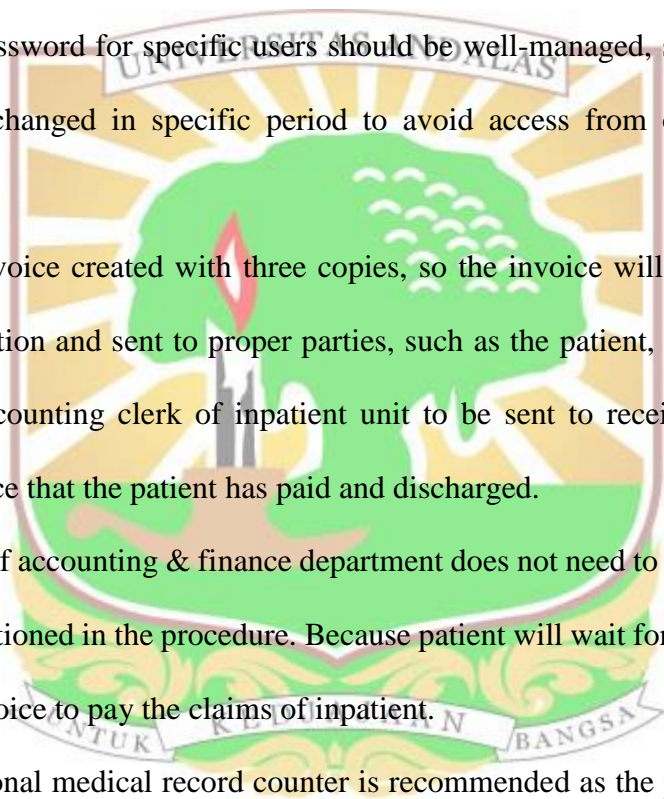 ssword for specific users should be well-managed,
UNIVERSITAS ANDALAS
changed in specific period to avoid access from
voice created with three copies, so the invoice will
tion and sent to proper parties, such as the patient,
counting clerk of inpatient unit to be sent to recei
ce that the patient has paid and discharged.
f accounting & finance department does not need to
tioned in the procedure. Because patient will wait for
oice to pay the claims of inpatient.
UNTUK KEDJAJAAN BANGSA
onal medical record counter is recommended as the